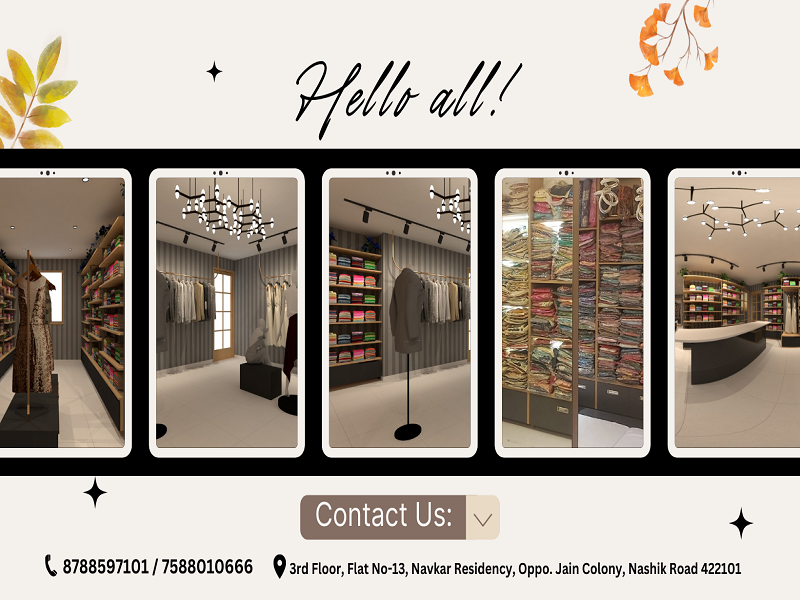 Hello all!
Contact Us:
8788597101 / 7588010666
3rd Floor, Flat No-13, Navkar Residency, Oppo. Jain Colony, Nashik Road 422101